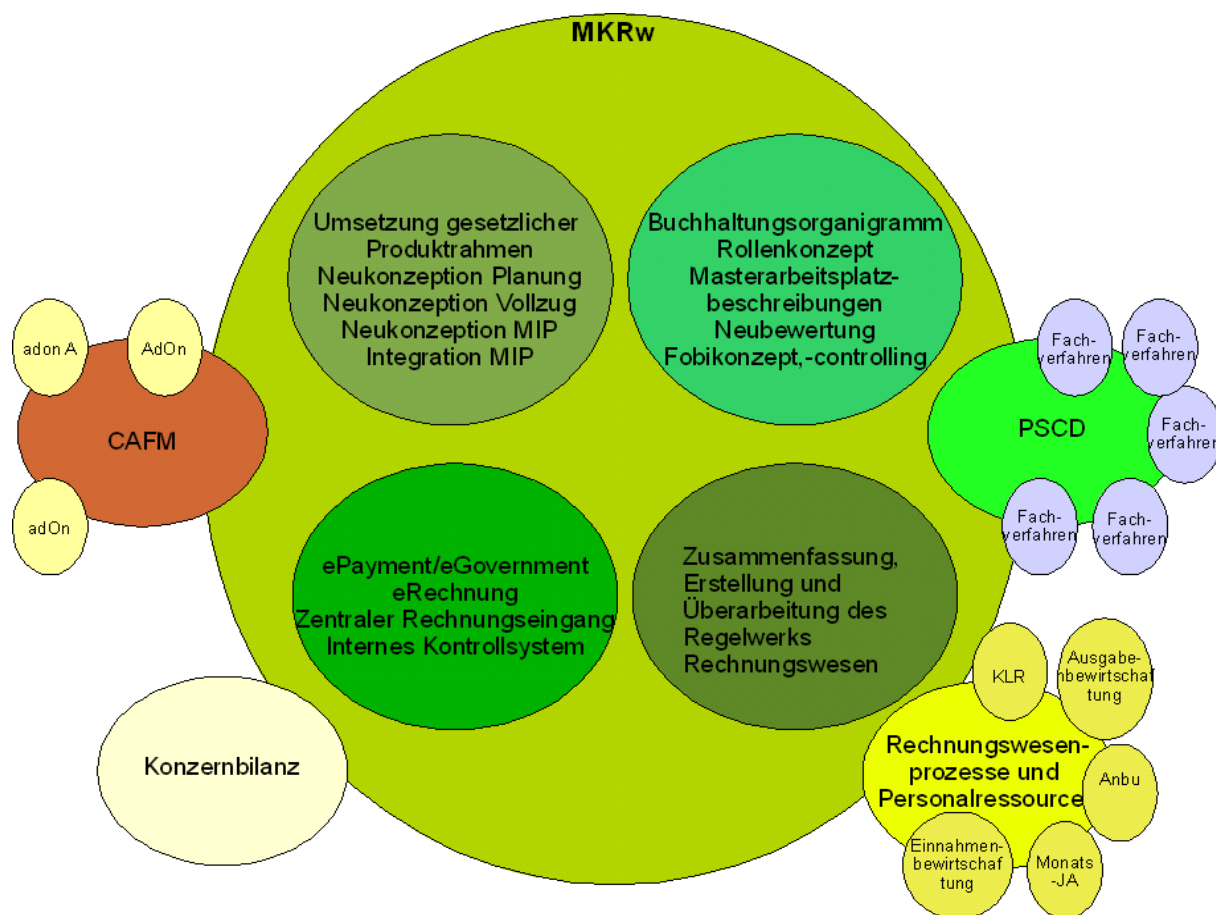 MKRw
Umsetzung gesetzlicher
Produktrahmen
Neukonzeption Planung
Neukonzeption Vollzug
Neukonzeption MIP
Integration MIP
Buchhaltungsorganigramm
Rollenkonzept
Masterarbeitsplatz-
beschreibungen
Neubewertung
Fobikonzept,-controlling
adon A
AdOn
CAFM
adOn
Fach-
verfahren
Fach-
verfahren
Fach-
verfahren
PSCD
Fach-
verfahren
Fach-
verfahren
ePayment/eGovernment
eRechnung
Zentraler Rechnungseingang
Internes Kontrollsystem
Zusammenfassung,
Erstellung und
Überarbeitung des
Regelwerks
Rechnungswesen
Konzernbilanz
KLR
Ausgabe-
nbewirtschaf
tung
Rechnungswesen-
prozesse und
Personalressource
Anbu
Einnahmen-
bewirtschaf
tung
Monats
-JA